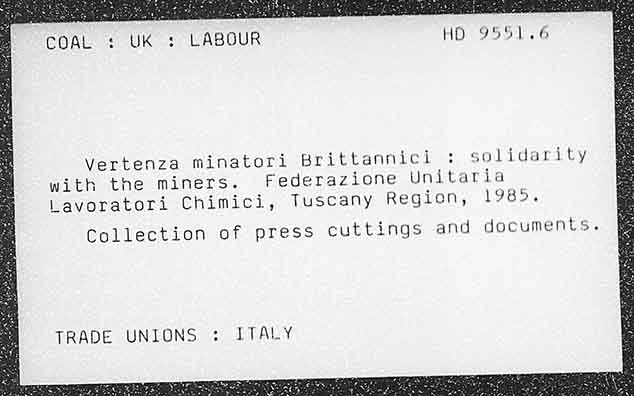 COAL : UK : LABOUR HD 9551.6
Vertenza minatori Brittannici : solidarity
with the miners. Federazione Unitaria
Lavoratori Chimici, Tuscany Region, 1985.
Collection of press cuttings and documents.
TRADE UNIONS : ITALY